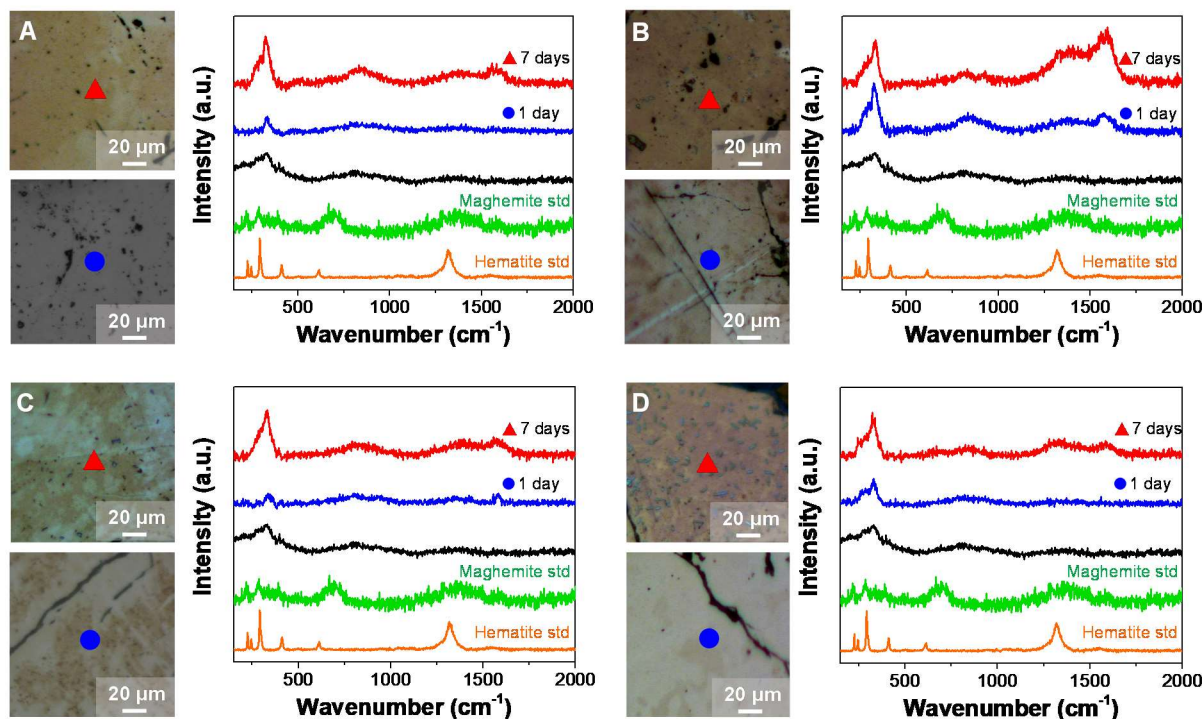 A
20 µm
20 µm
Intensity (a.u.)
▲ 7 days
● 1 day
Maghemite std
Hematite std
500 1000 1500 2000
Wavenumber (cm⁻¹)
B
20 µm
20 µm
Intensity (a.u.)
▲ 7 days
● 1 day
Maghemite std
Hematite std
500 1000 1500 2000
Wavenumber (cm⁻¹)
C
20 µm
20 µm
Intensity (a.u.)
▲ 7 days
● 1 day
Maghemite std
Hematite std
500 1000 1500 2000
Wavenumber (cm⁻¹)
D
20 µm
20 µm
Intensity (a.u.)
▲ 7 days
● 1 day
Maghemite std
Hematite std
500 1000 1500 2000
Wavenumber (cm⁻¹)